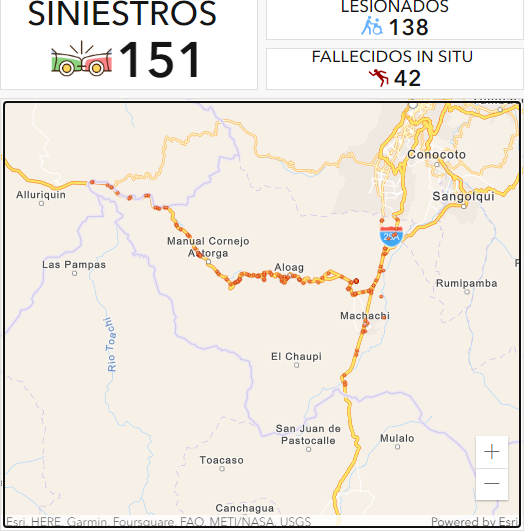 SINIESTROS
151
LESIONADOS
138
FALLECIDOS IN SITU
42
Conocoto
Alluriquin
Sangolqui
25A
Manual Cornejo
Astorga
Las Pampas
Aloag
Rumipamba
Machachi
Rio Toachi
El Chaupi
San Juan de
Pastocalle
Mulalo
Toacaso
Canchagua
+
−
Esri, HERE, Garmin, Foursquare, FAO, METI/NASA, USGS
Powered by Esri